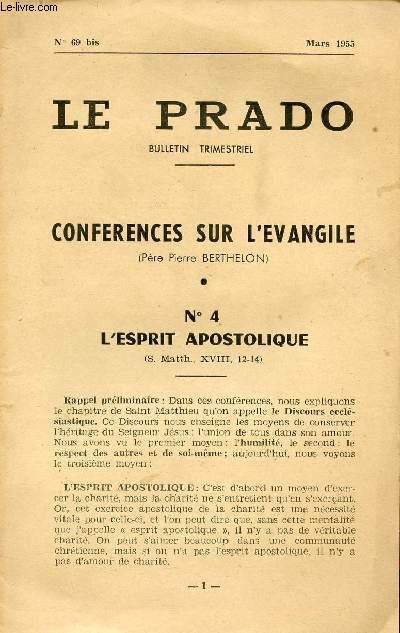 © Le-livre.com
N° 69 bis Mars 1955
LE PRADO
BULLETIN TRIMESTRIEL
CONFERENCES SUR L'EVANGILE
(Père Pierre BERTHELON)
N° 4
L'ESPRIT APOSTOLIQUE
(S. Matth., XVIII, 12-14)
Rappel préliminaire : Dans ces conférences, nous expliquons
le chapitre de Saint Matthieu qu'on appelle le Discours ecclé-
siastique. Ce Discours nous enseigne les moyens de conserver
l'héritage du Seigneur Jésus : l'union de tous dans son amour.
Nous avons vu le premier moyen : l'humilité, le second : le
respect des autres et de soi-même ; aujourd'hui, nous voyons
le troisième moyen :
L'ESPRIT APOSTOLIQUE : C'est d'abord un moyen d'exer-
cer la charité, mais la charité ne s'entretient qu'en s'exerçant.
Or, cet exercice apostolique de la charité est une nécessité
vitale pour celle-ci, et l'on peut dire que, sans cette mentalité
que j'appelle « esprit apostolique », il n'y a pas de véritable
charité. On peut s'aimer beaucoup dans une communauté
chrétienne, mais si on n'a pas l'esprit apostolique, il n'y a
pas d'amour de charité.
— 1 —